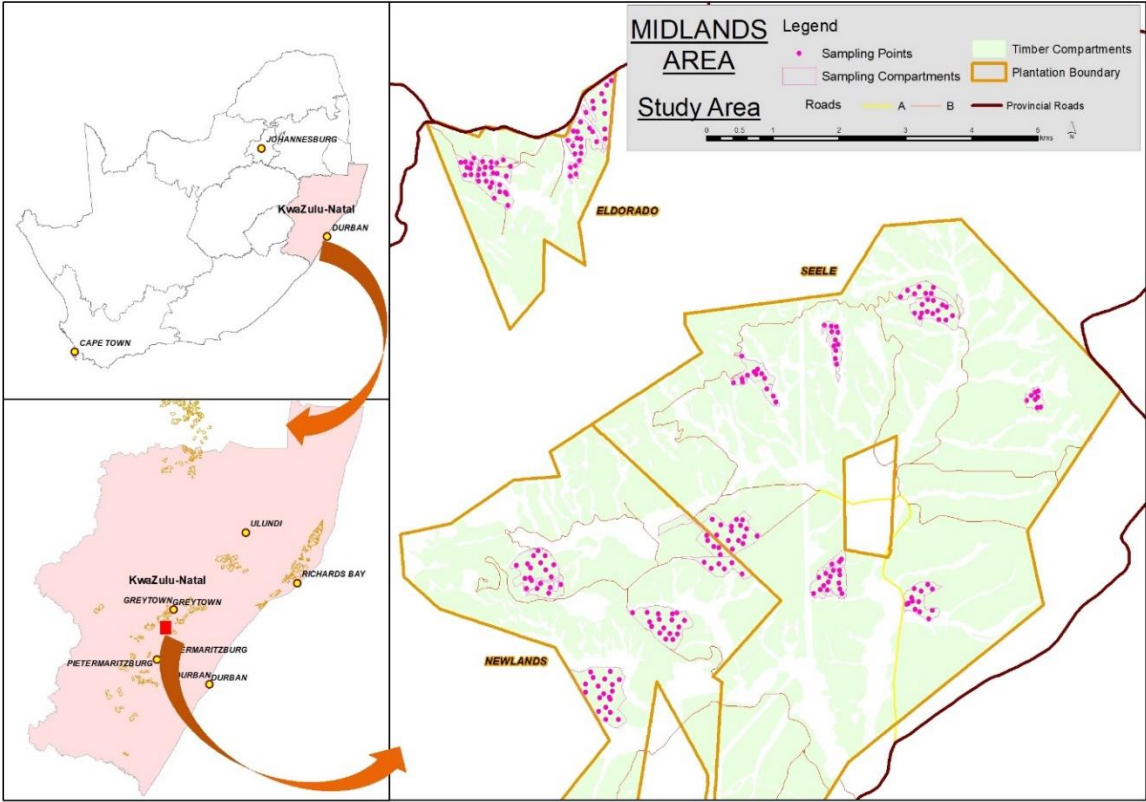 JOHANNESBURG
KwaZulu-Natal
DURBAN
CAPE TOWN
ULUNDI
RICHARDS BAY
KwaZulu-Natal
GREYTOWN GREYTOWN
ERMARITZBURG
PIETERMARITZBURG
DURBAN DURBAN
MIDLANDS
AREA
Study Area
Legend
Sampling Points
Sampling Compartments
Timber Compartments
Plantation Boundary
Roads A B Provincial Roads
0 0.5 1 2 3 4 5
Kms
N
ELDORADO
SEELE
NEWLANDS